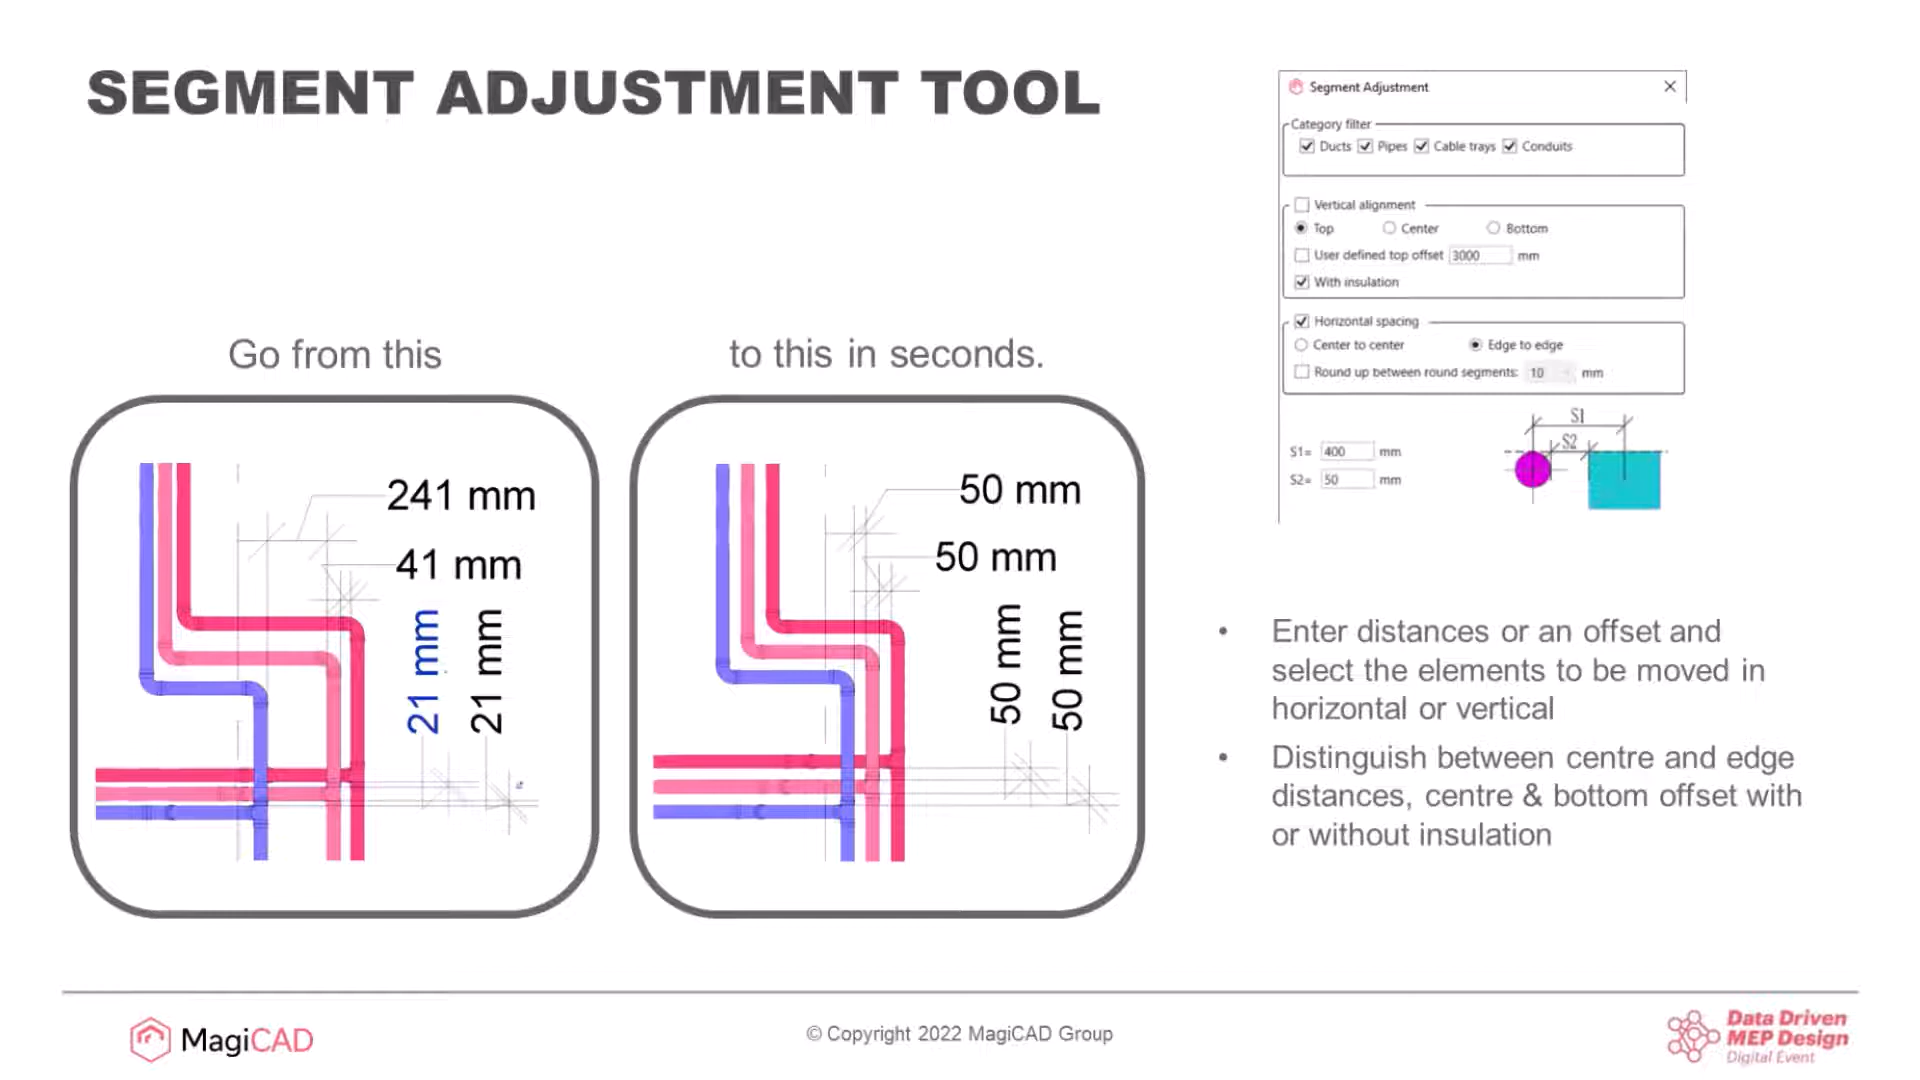 SEGMENT ADJUSTMENT TOOL
Go from this
to this in seconds.
241 mm
41 mm
21 mm
21 mm
50 mm
50 mm
50 mm
50 mm
Segment Adjustment
Category filter
Ducts Pipes Cable trays Conduits
Vertical alignment
Top Center Bottom
User defined top offset 3000 mm
With insulation
Horizontal spacing
Center to center Edge to edge
Round up between round segments: 10 mm
S1
S2
S1= 400 mm
S2= 50 mm
• Enter distances or an offset and
select the elements to be moved in
horizontal or vertical
• Distinguish between centre and edge
distances, centre & bottom offset with
or without insulation
MagiCAD
© Copyright 2022 MagiCAD Group
Data Driven
MEP Design
Digital Event